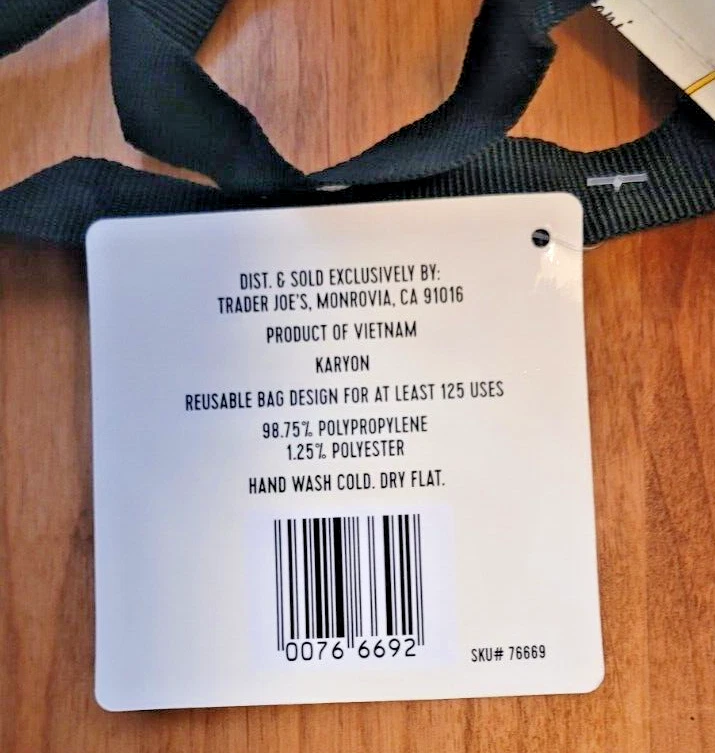 DIST. & SOLD EXCLUSIVELY BY:
TRADER JOE'S, MONROVIA, CA 91016
PRODUCT OF VIETNAM
KARYON
REUSABLE BAG DESIGN FOR AT LEAST 125 USES
98.75% POLYPROPYLENE
1.25% POLYESTER
HAND WASH COLD. DRY FLAT.
0076 6692
SKU# 76669